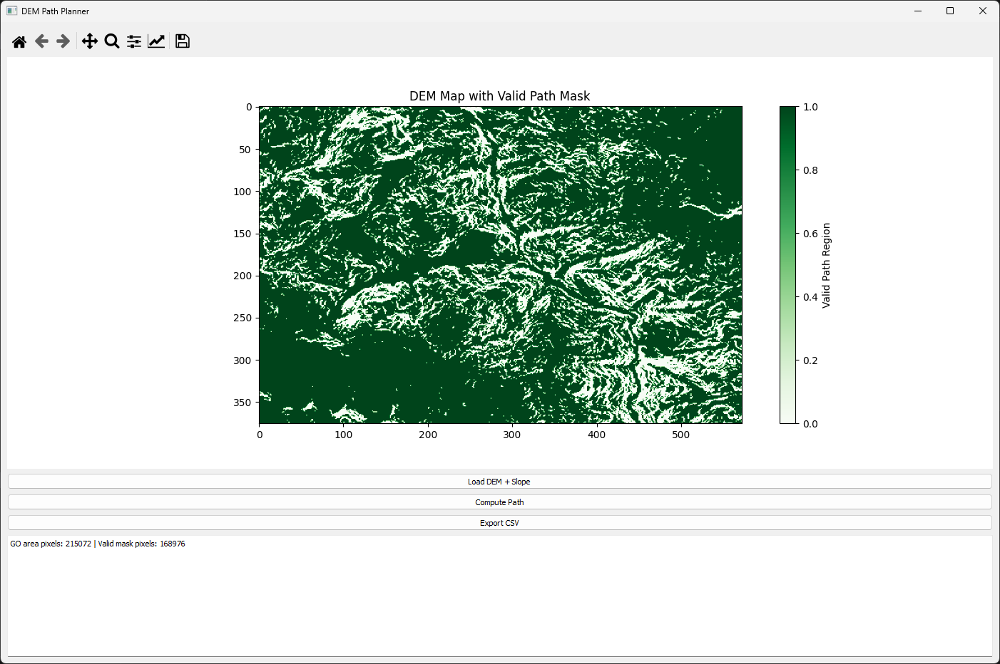 DEM Path Planner
DEM Map with Valid Path Mask
0
50
100
150
200
250
300
350
0
100
200
300
400
500
1.0
0.8
0.6
0.4
0.2
0.0
Valid Path Region
Load DEM + Slope
Compute Path
Export CSV
GO area pixels: 215072 | Valid mask pixels: 168976